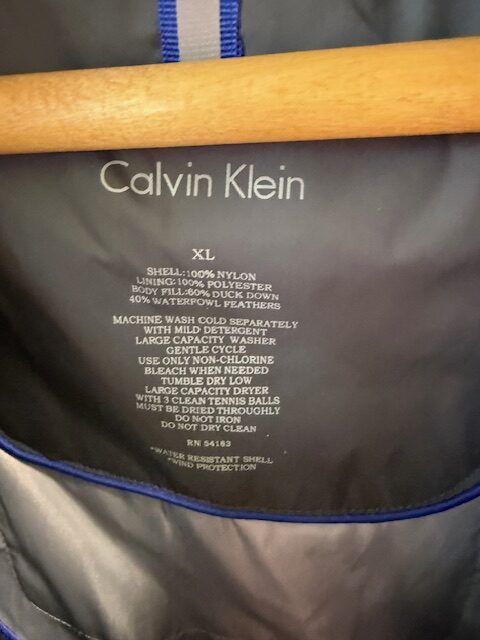 Calvin Klein
XL
SHELL:100% NYLON
LINING:100% POLYESTER
BODY FILL:60% DUCK DOWN
40% WATERFOWL FEATHERS
MACHINE WASH COLD SEPARATELY
WITH MILD DETERGENT
LARGE CAPACITY WASHER
GENTLE CYCLE
USE ONLY NON-CHLORINE
BLEACH WHEN NEEDED
TUMBLE DRY LOW
LARGE CAPACITY DRYER
WITH 3 CLEAN TENNIS BALLS
MUST BE DRIED THROUGHLY
DO NOT IRON
DO NOT DRY CLEAN
RN 54163
*WATER RESISTANT SHELL
*WIND PROTECTION